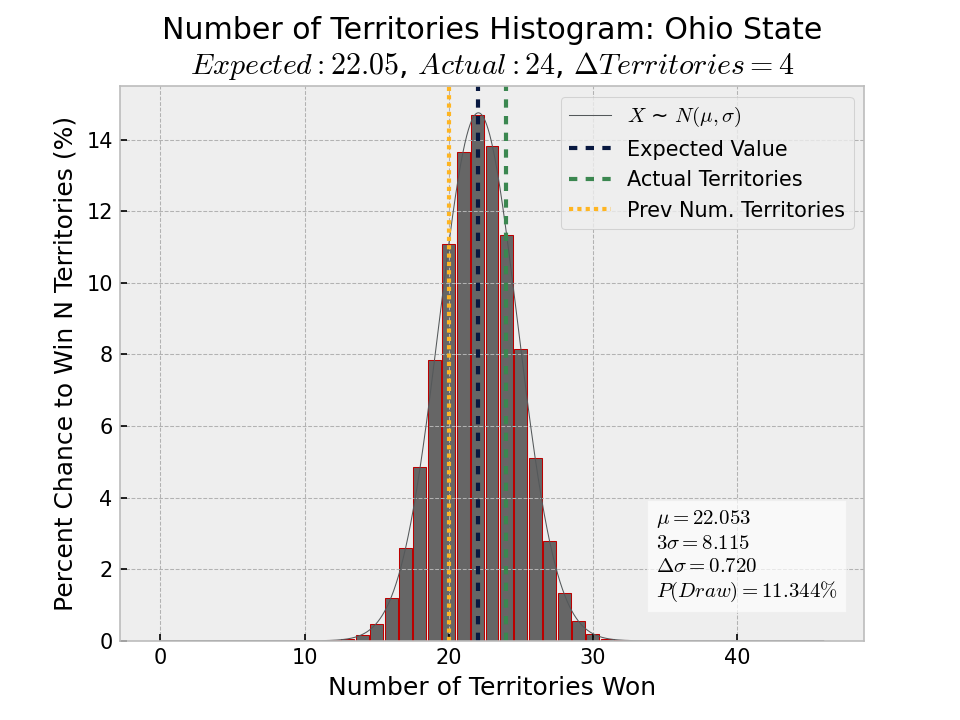 Number of Territories Histogram: Ohio State
Expected: 22.05, Actual: 24, ΔTerritories = 4
X ~ N(μ, σ)
Expected Value
Actual Territories
Prev Num. Territories
Percent Chance to Win N Territories (%)
14
12
10
8
6
4
2
0
μ = 22.053
3σ = 8.115
Δσ = 0.720
P(Draw) = 11.344%
0 10 20 30 40
Number of Territories Won